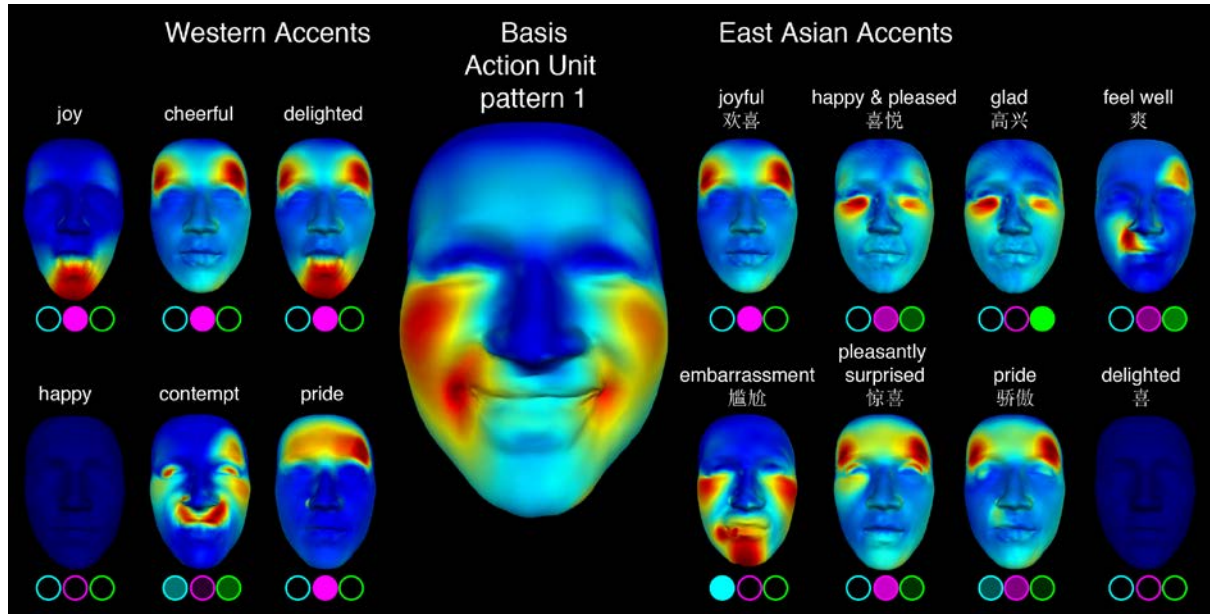 Western Accents
Basis
Action Unit
pattern 1
East Asian Accents
joy
cheerful
delighted
joyful
欢喜
happy & pleased
喜悦
glad
高兴
feel well
爽
happy
contempt
pride
embarrassment
尴尬
pleasantly
surprised
惊喜
pride
骄傲
delighted
喜